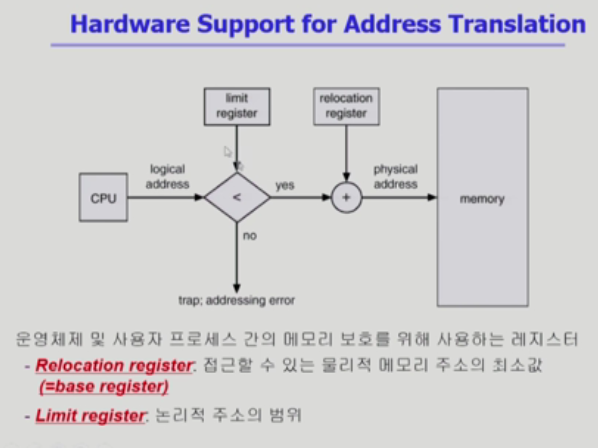 Hardware Support for Address Translation
limit
register
relocation
register
logical
address
physical
address
CPU
<
yes
+
memory
no
trap; addressing error
운영체제 및 사용자 프로세스 간의 메모리 보호를 위해 사용하는 레지스터
- Relocation register: 접근할 수 있는 물리적 메모리 주소의 최소값
(=base register)
- Limit register: 논리적 주소의 범위